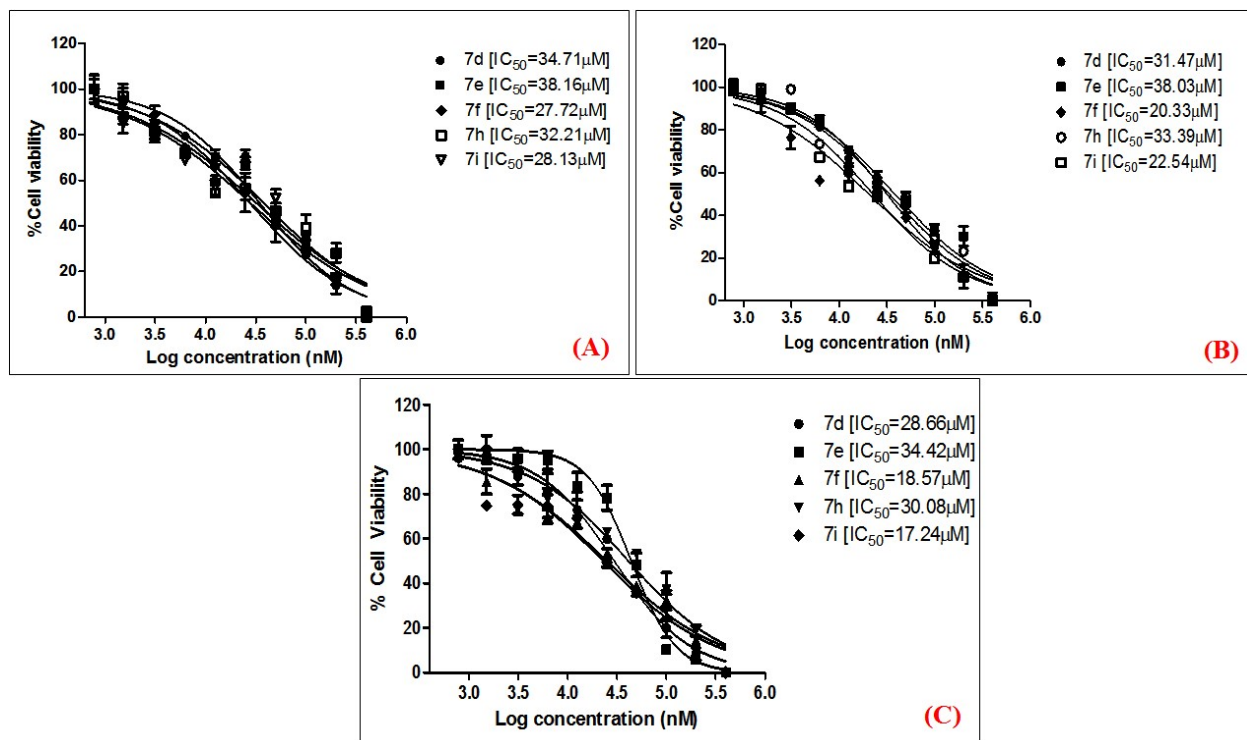 120
100
80
60
40
20
0
%Cell viability
3.0 3.5 4.0 4.5 5.0 5.5 6.0
Log concentration (nM)
7d [IC50=34.71µM]
7e [IC50=38.16µM]
7f [IC50=27.72µM]
7h [IC50=32.21µM]
7i [IC50=28.13µM]
(A)
120
100
80
60
40
20
0
%Cell viability
3.0 3.5 4.0 4.5 5.0 5.5 6.0
Log concentration (nM)
7d [IC50=31.47µM]
7e [IC50=38.03µM]
7f [IC50=20.33µM]
7h [IC50=33.39µM]
7i [IC50=22.54µM]
(B)
120
100
80
60
40
20
0
% Cell Viability
3.0 3.5 4.0 4.5 5.0 5.5 6.0
Log concentration (nM)
7d [IC50=28.66µM]
7e [IC50=34.42µM]
7f [IC50=18.57µM]
7h [IC50=30.08µM]
7i [IC50=17.24µM]
(C)